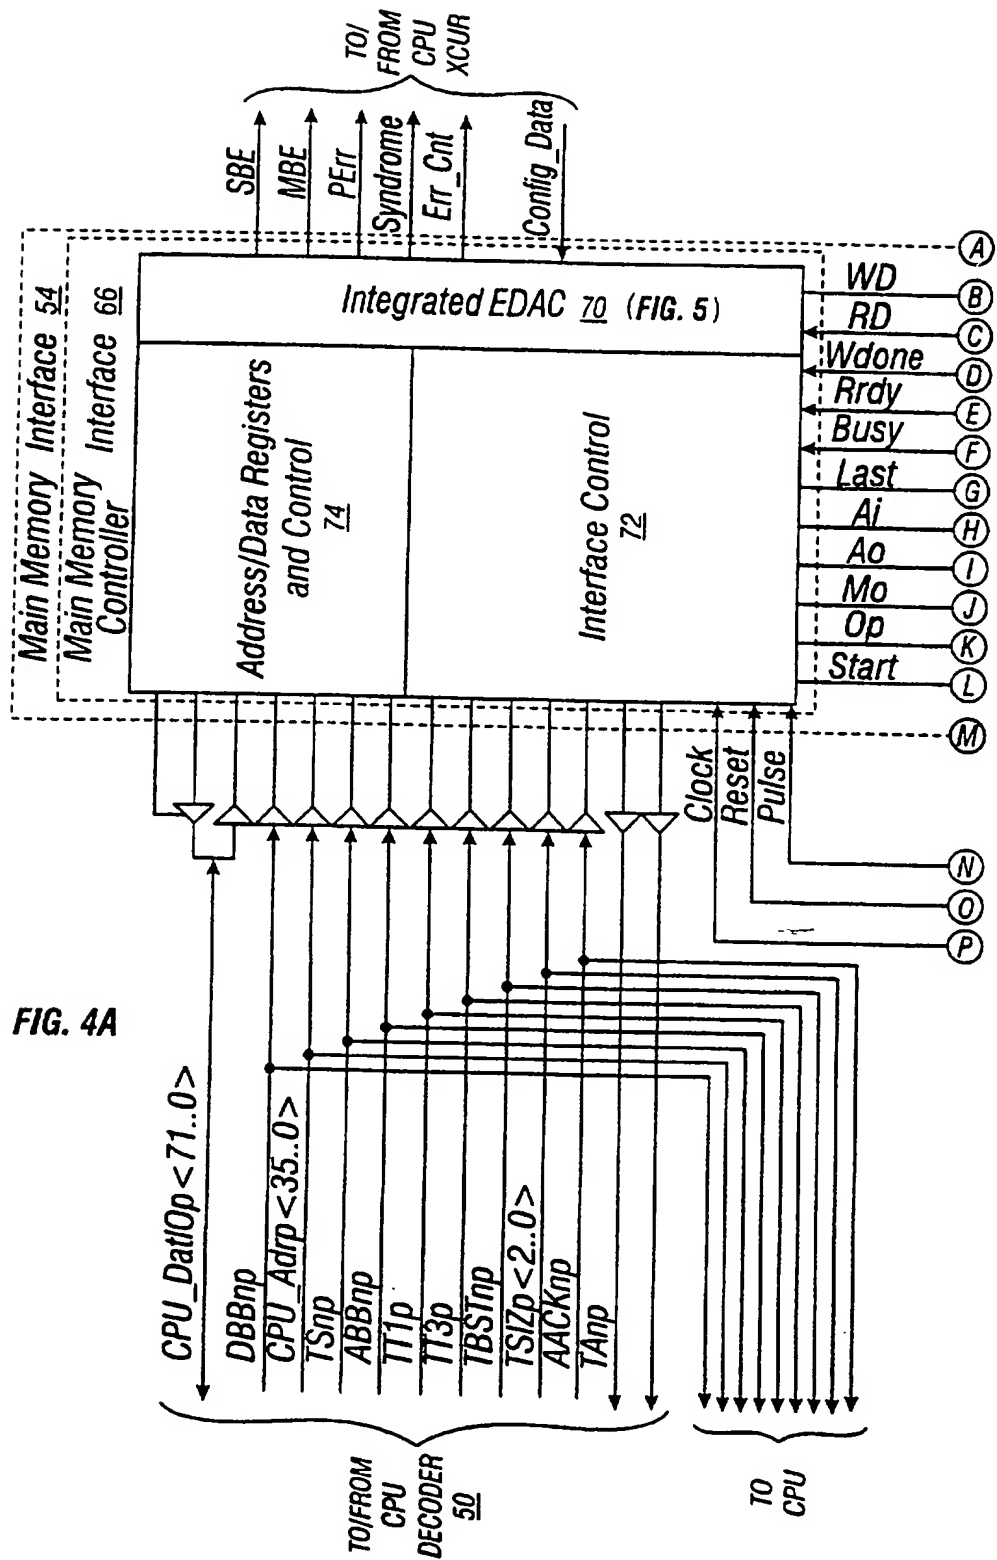 TO/
FROM
CPU
XCUR
SBE
MBE
PErr
Syndrome
Err_Cnt
Config_Data
Main Memory Interface 54
Main Memory Interface 66
Controller
Integrated EDAC 70 (FIG. 5)
Address/Data Registers
and Control
74
Interface Control
72
WD
RD
Wdone
Rrdy
Busy
Last
Ai
Ao
Mo
Op
Start
A
B
C
D
E
F
G
H
I
J
K
L
M
Clock
Reset
Pulse
N
O
P
FIG. 4A
CPU_DatIOp<71..0>
DBBnp
CPU_Adrp<35..0>
TSnp
ABBnp
TT1p
TT3p
TBSTnp
TSIZp<2..0>
AACKnp
TAnp
TO/FROM
CPU
DECODER
50
TO
CPU